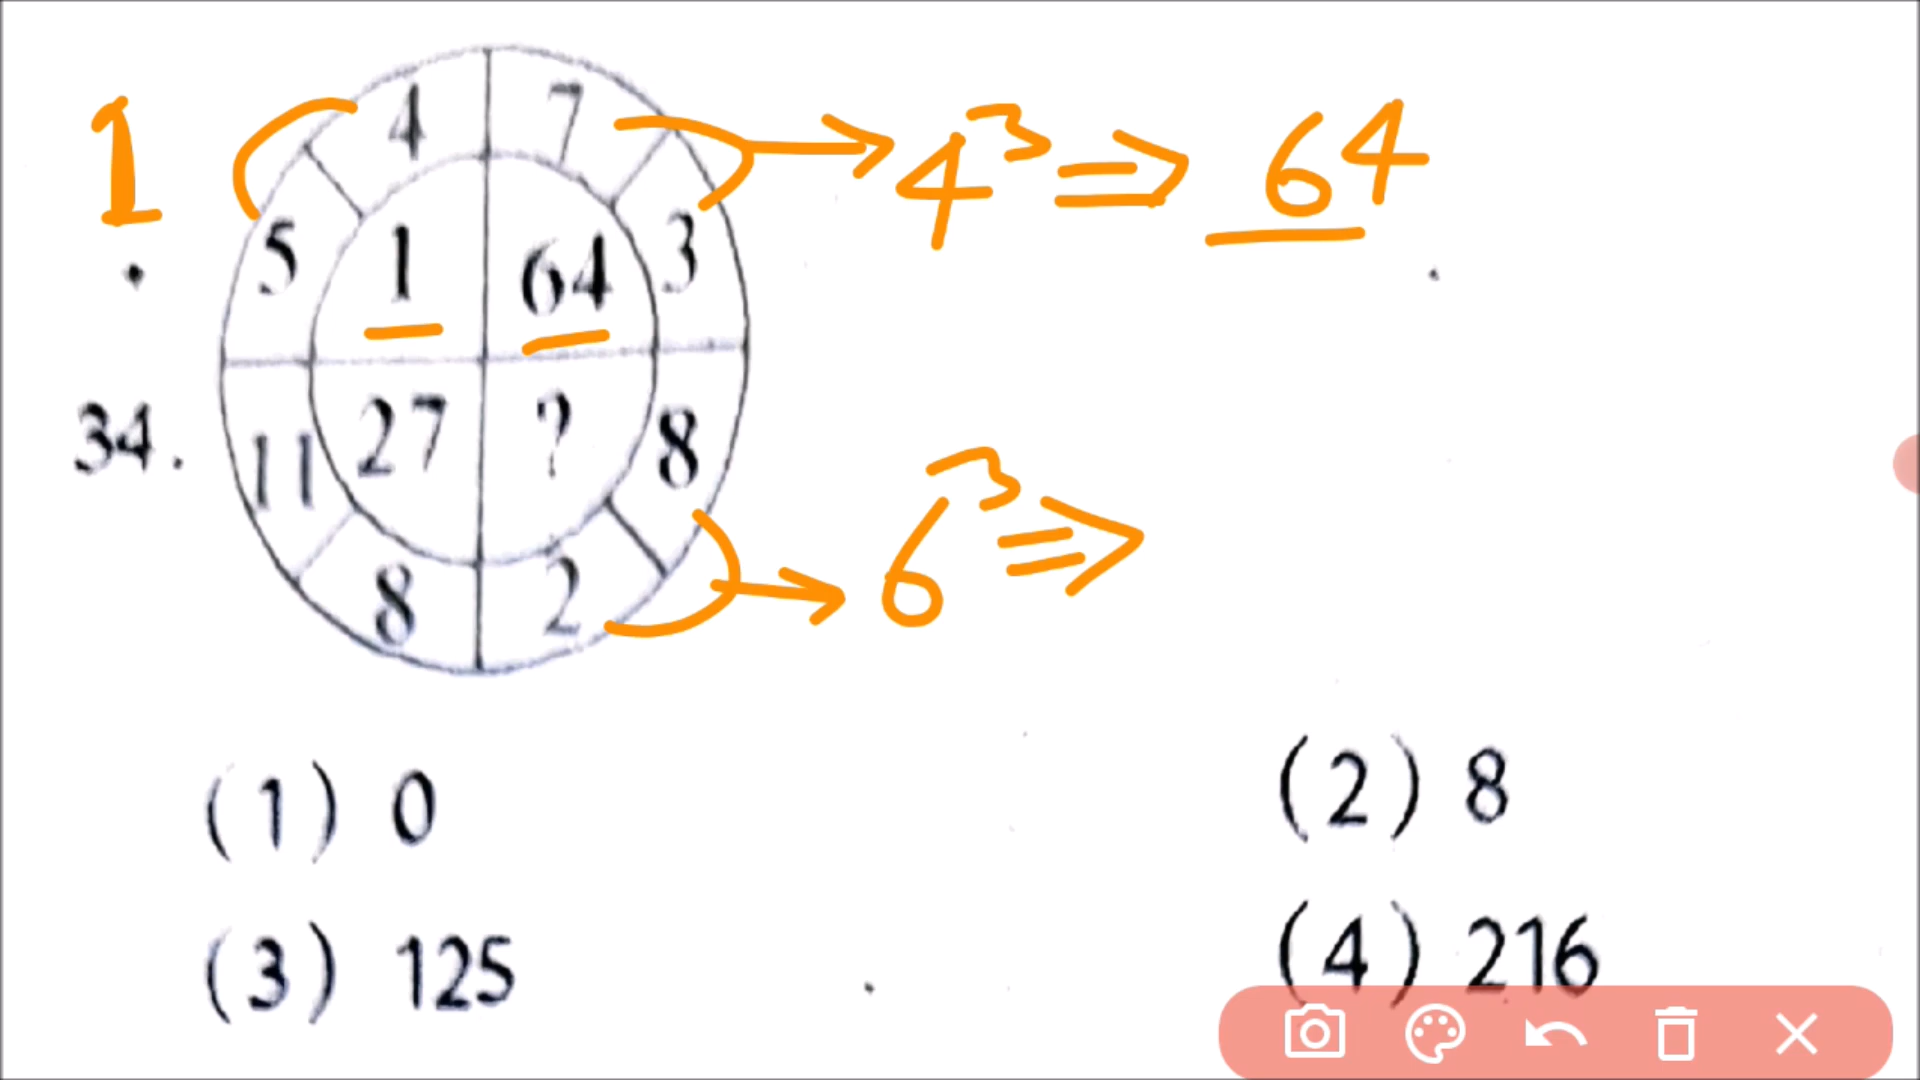 1 4 7 4³ ⇒ 64
5 1 64 3
34. 11 27 ? 8 6³ ⇒
8 2
(1) 0 (2) 8
(3) 125 (4) 216